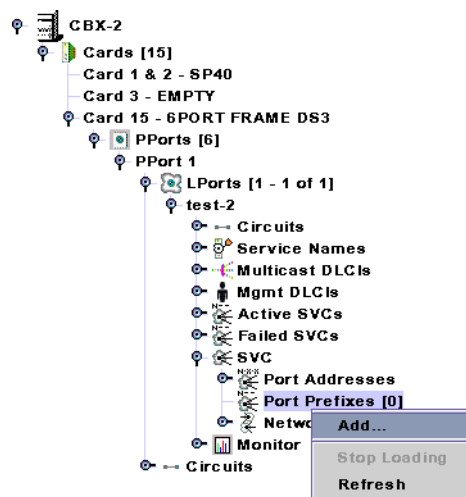 CBX-2
Cards [15]
Card 1 & 2 - SP40
Card 3 - EMPTY
Card 15 - 6PORT FRAME DS3
PPorts [6]
PPort 1
LPorts [1 - 1 of 1]
test-2
Circuits
Service Names
Multicast DLCIs
Mgmt DLCIs
Active SVCs
Failed SVCs
SVC
Port Addresses
Port Prefixes [0]
Add...
Monitor
Stop Loading
Circuits
Refresh